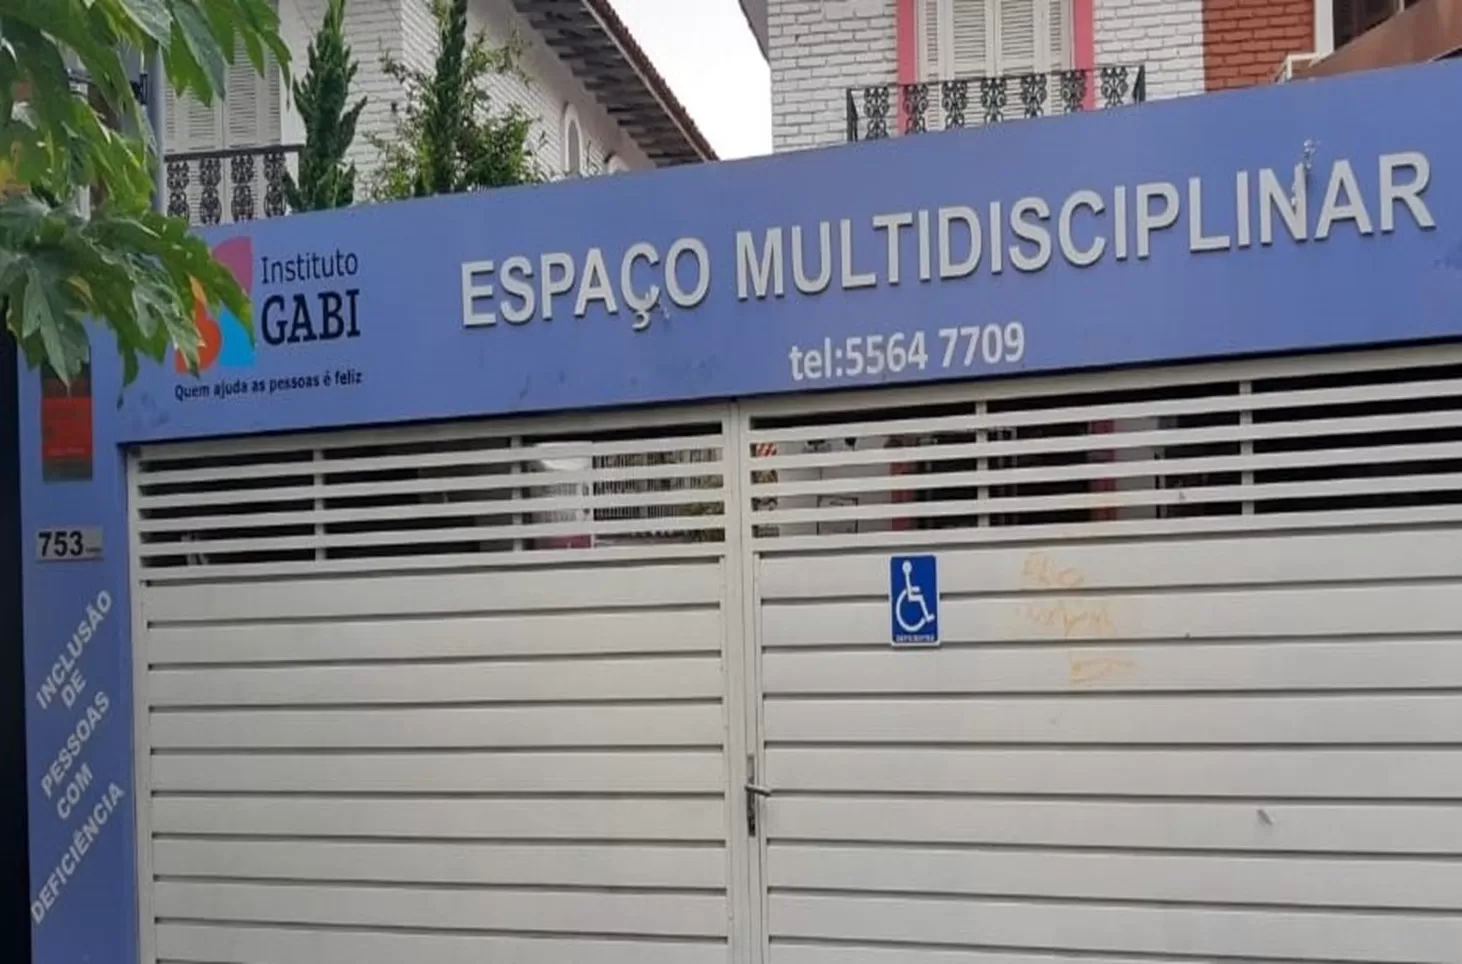 Instituto
GABI
Quem ajuda as pessoas é feliz
ESPAÇO MULTIDISCIPLINAR
tel:5564 7709
753
INCLUSÃO
DE
PESSOAS
COM
DEFICIÊNCIA